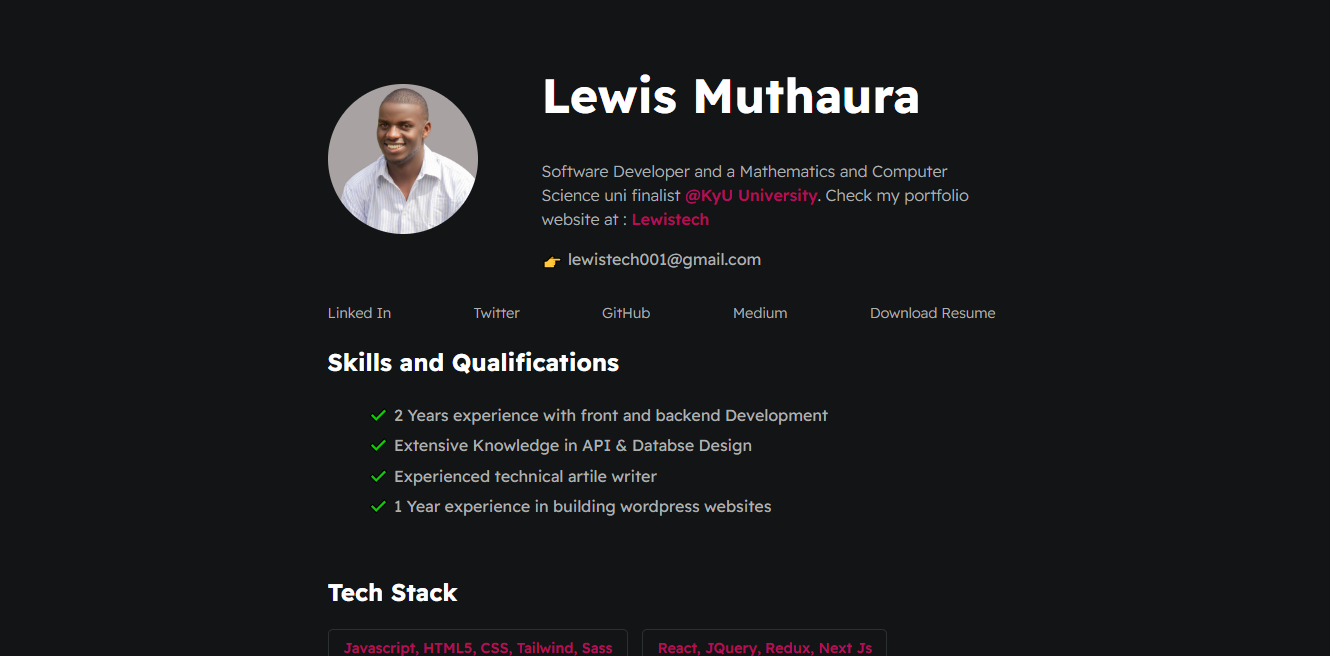 Lewis Muthaura
Software Developer and a Mathematics and Computer
Science uni finalist @KyU University. Check my portfolio
website at : Lewistech
👉 lewistech001@gmail.com
Linked In Twitter GitHub Medium Download Resume
Skills and Qualifications
2 Years experience with front and backend Development
Extensive Knowledge in API & Databse Design
Experienced technical artile writer
1 Year experience in building wordpress websites
Tech Stack
Javascript, HTML5, CSS, Tailwind, Sass React, JQuery, Redux, Next Js